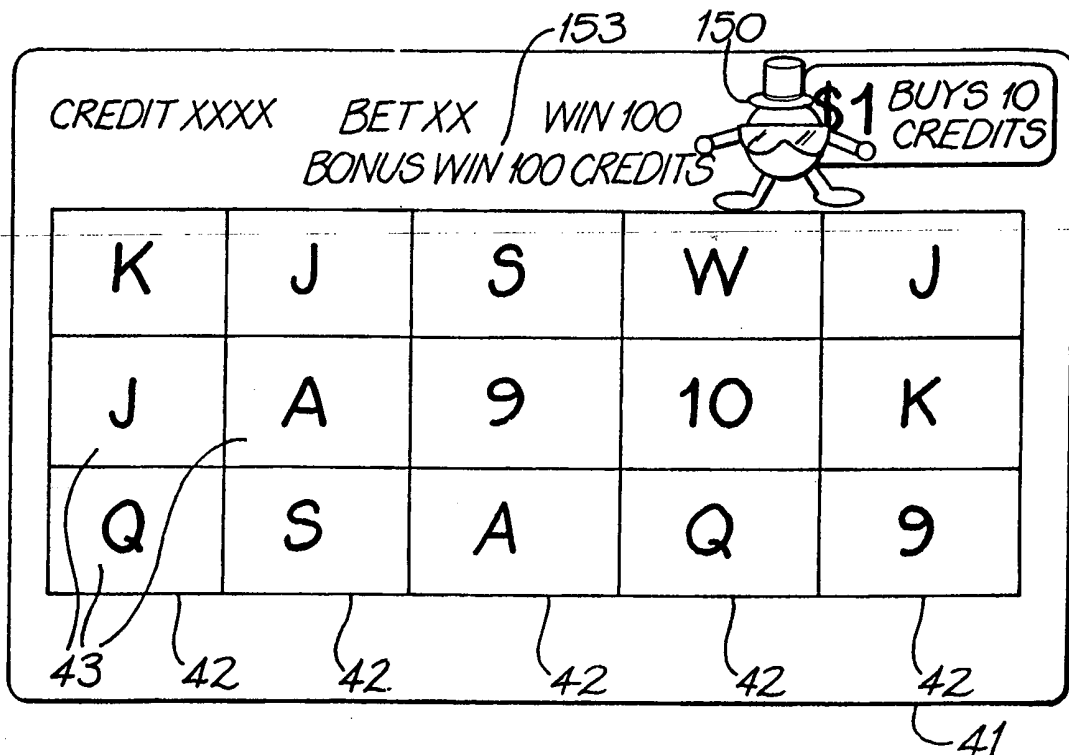 153 150
CREDIT XXXX BET XX WIN 100 $1 BUYS 10
CREDITS
BONUS WIN 100 CREDITS
K J S W J
J A 9 10 K
Q S A Q 9
43 42 42 42 42 42
41